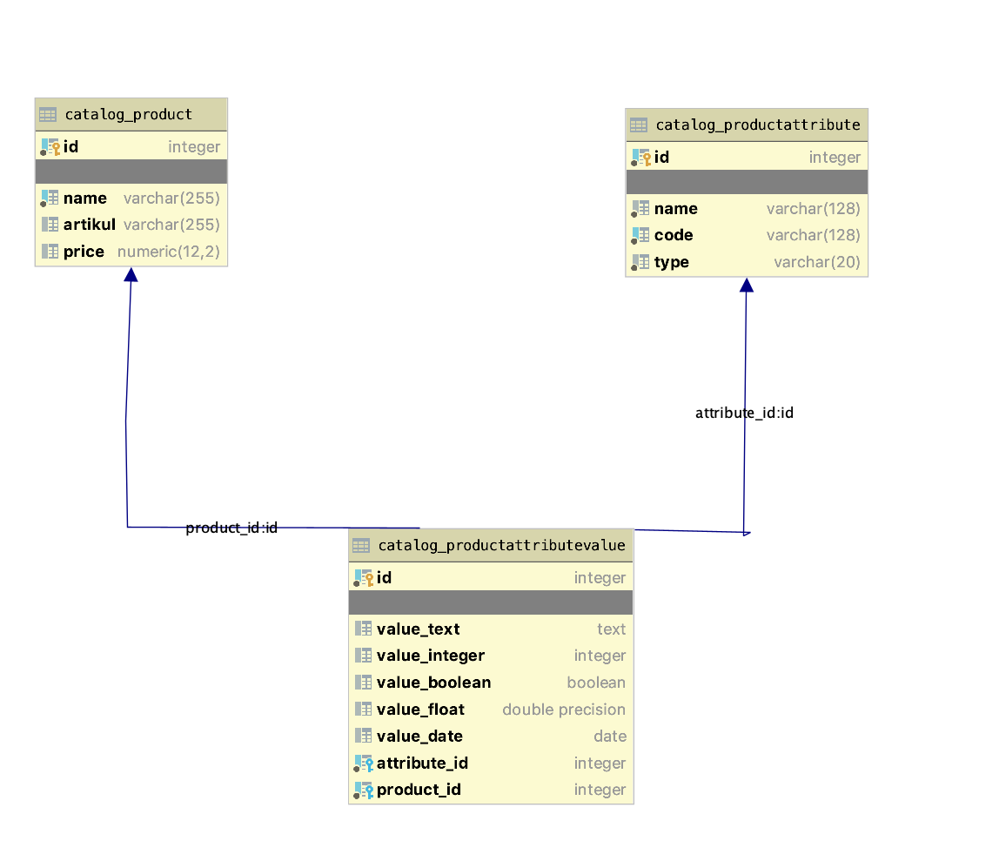 catalog_product
id integer
name varchar(255)
artikul varchar(255)
price numeric(12,2)
catalog_productattribute
id integer
name varchar(128)
code varchar(128)
type varchar(20)
attribute_id:id
product_id:id
catalog_productattributevalue
id integer
value_text text
value_integer integer
value_boolean boolean
value_float double precision
value_date date
attribute_id integer
product_id integer